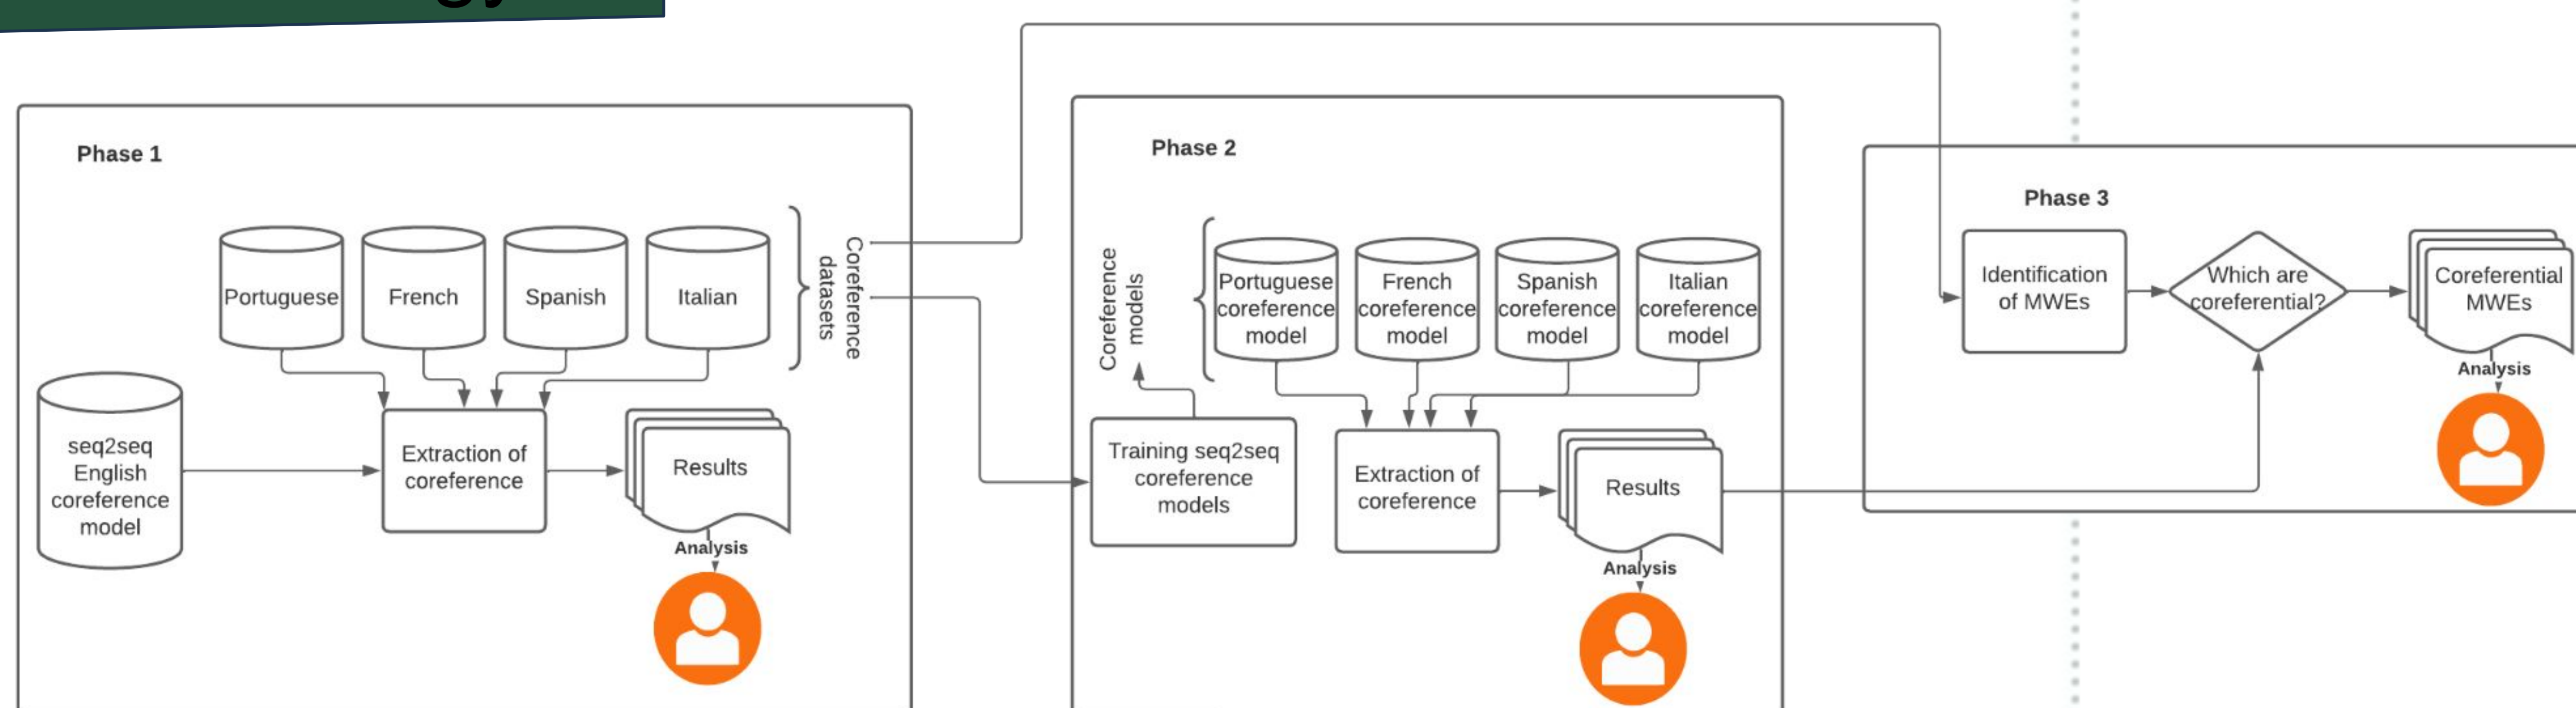 Phase 1
Portuguese
French
Spanish
Italian
Coreference
datasets
seq2seq
English
coreference
model
Extraction of
coreference
Results
Analysis
Phase 2
Coreference
models
Portuguese
coreference
model
French
coreference
model
Spanish
coreference
model
Italian
coreference
model
Training seq2seq
coreference
models
Extraction of
coreference
Results
Analysis
Phase 3
Identification
of MWEs
Which are
coreferential?
Coreferential
MWEs
Analysis